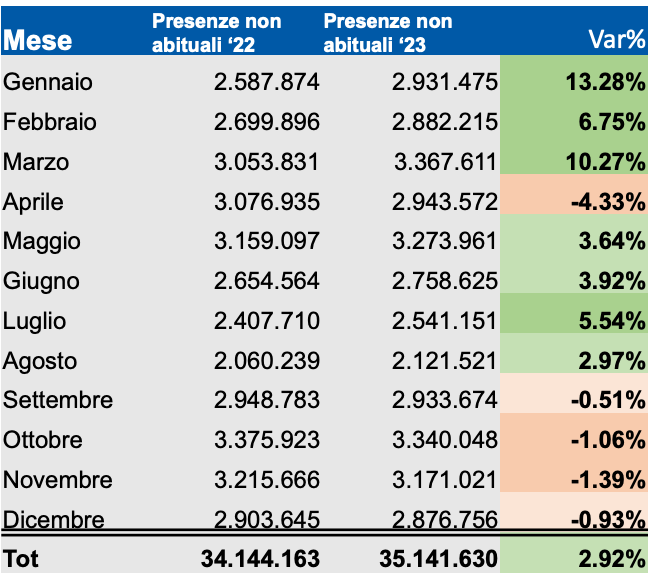 Mese Presenze non abituali ‘22 Presenze non abituali ‘23 Var%
Gennaio 2.587.874 2.931.475 13.28%
Febbraio 2.699.896 2.882.215 6.75%
Marzo 3.053.831 3.367.611 10.27%
Aprile 3.076.935 2.943.572 -4.33%
Maggio 3.159.097 3.273.961 3.64%
Giugno 2.654.564 2.758.625 3.92%
Luglio 2.407.710 2.541.151 5.54%
Agosto 2.060.239 2.121.521 2.97%
Settembre 2.948.783 2.933.674 -0.51%
Ottobre 3.375.923 3.340.048 -1.06%
Novembre 3.215.666 3.171.021 -1.39%
Dicembre 2.903.645 2.876.756 -0.93%
Tot 34.144.163 35.141.630 2.92%